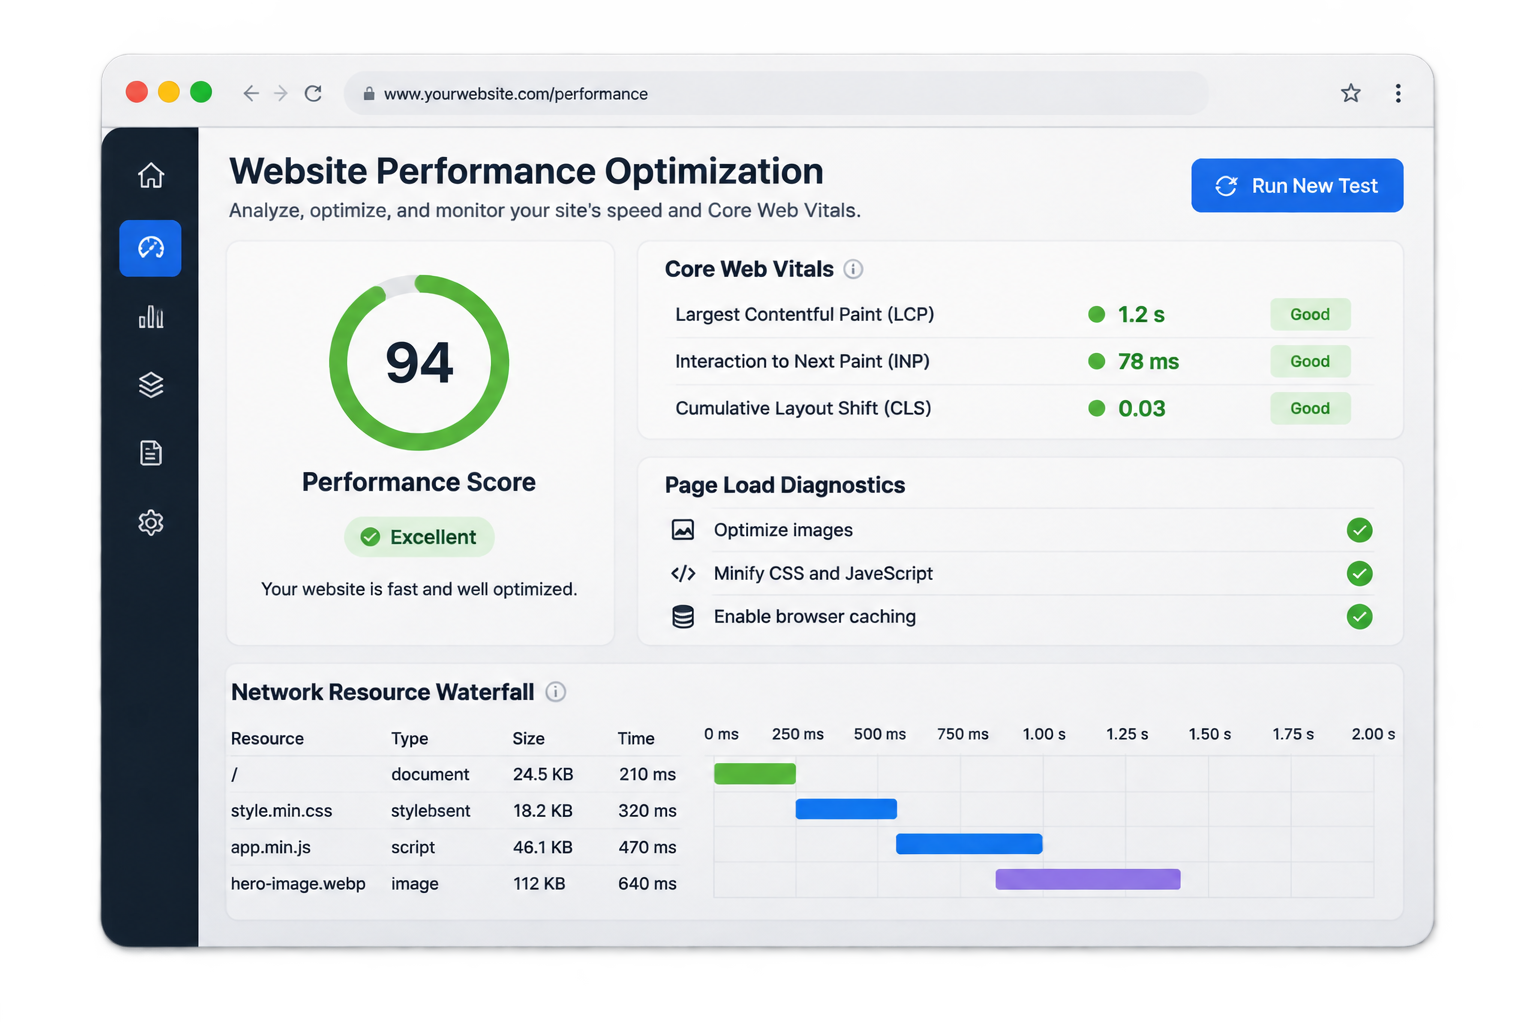 www.yourwebsite.com/performance
Website Performance Optimization
Analyze, optimize, and monitor your site's speed and Core Web Vitals.
Run New Test
94
Performance Score
Excellent
Your website is fast and well optimized.
Core Web Vitals
Largest Contentful Paint (LCP) 1.2 s Good
Interaction to Next Paint (INP) 78 ms Good
Cumulative Layout Shift (CLS) 0.03 Good
Page Load Diagnostics
Optimize images
Minify CSS and JaveScript
Enable browser caching
Network Resource Waterfall
Resource Type Size Time 0 ms 250 ms 500 ms 750 ms 1.00 s 1.25 s 1.50 s 1.75 s 2.00 s
/ document 24.5 KB 210 ms
style.min.css stylebsent 18.2 KB 320 ms
app.min.js script 46.1 KB 470 ms
hero-image.webp image 112 KB 640 ms